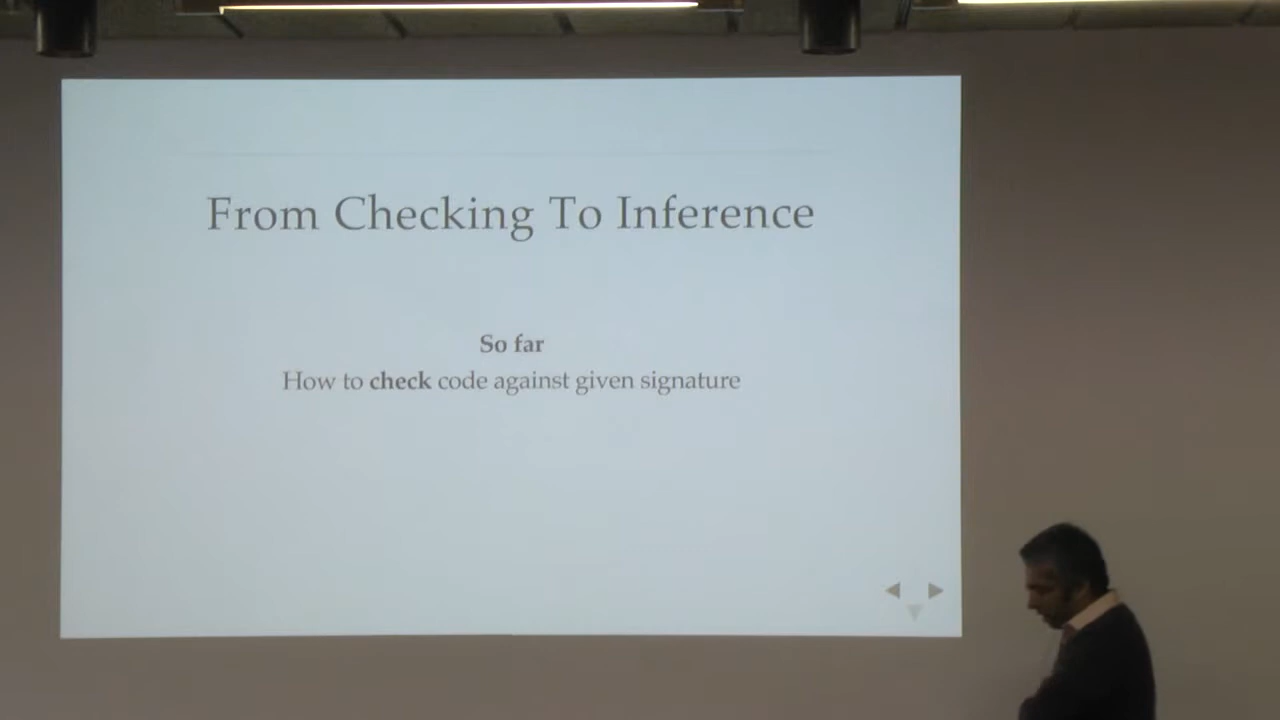 From Checking To Inference
So far
How to check code against given signature